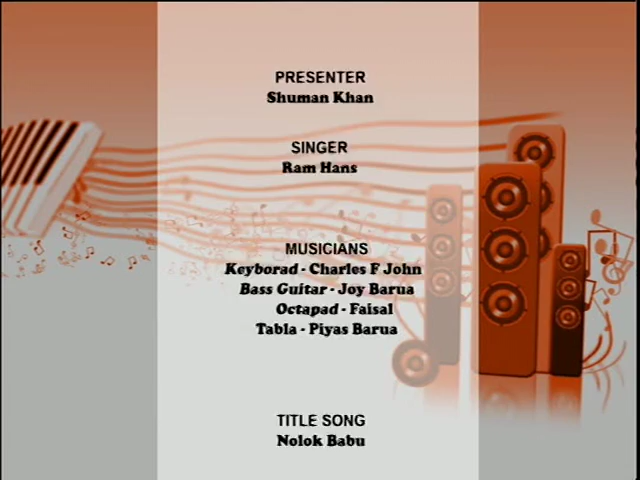 PRESENTER
Shuman Khan
SINGER
Ram Hans
MUSICIANS
Keyborad - Charles F John
Bass Guitar - Joy Barua
Octapad - Faisal
Tabla - Piyas Barua
TITLE SONG
Nolok Babu